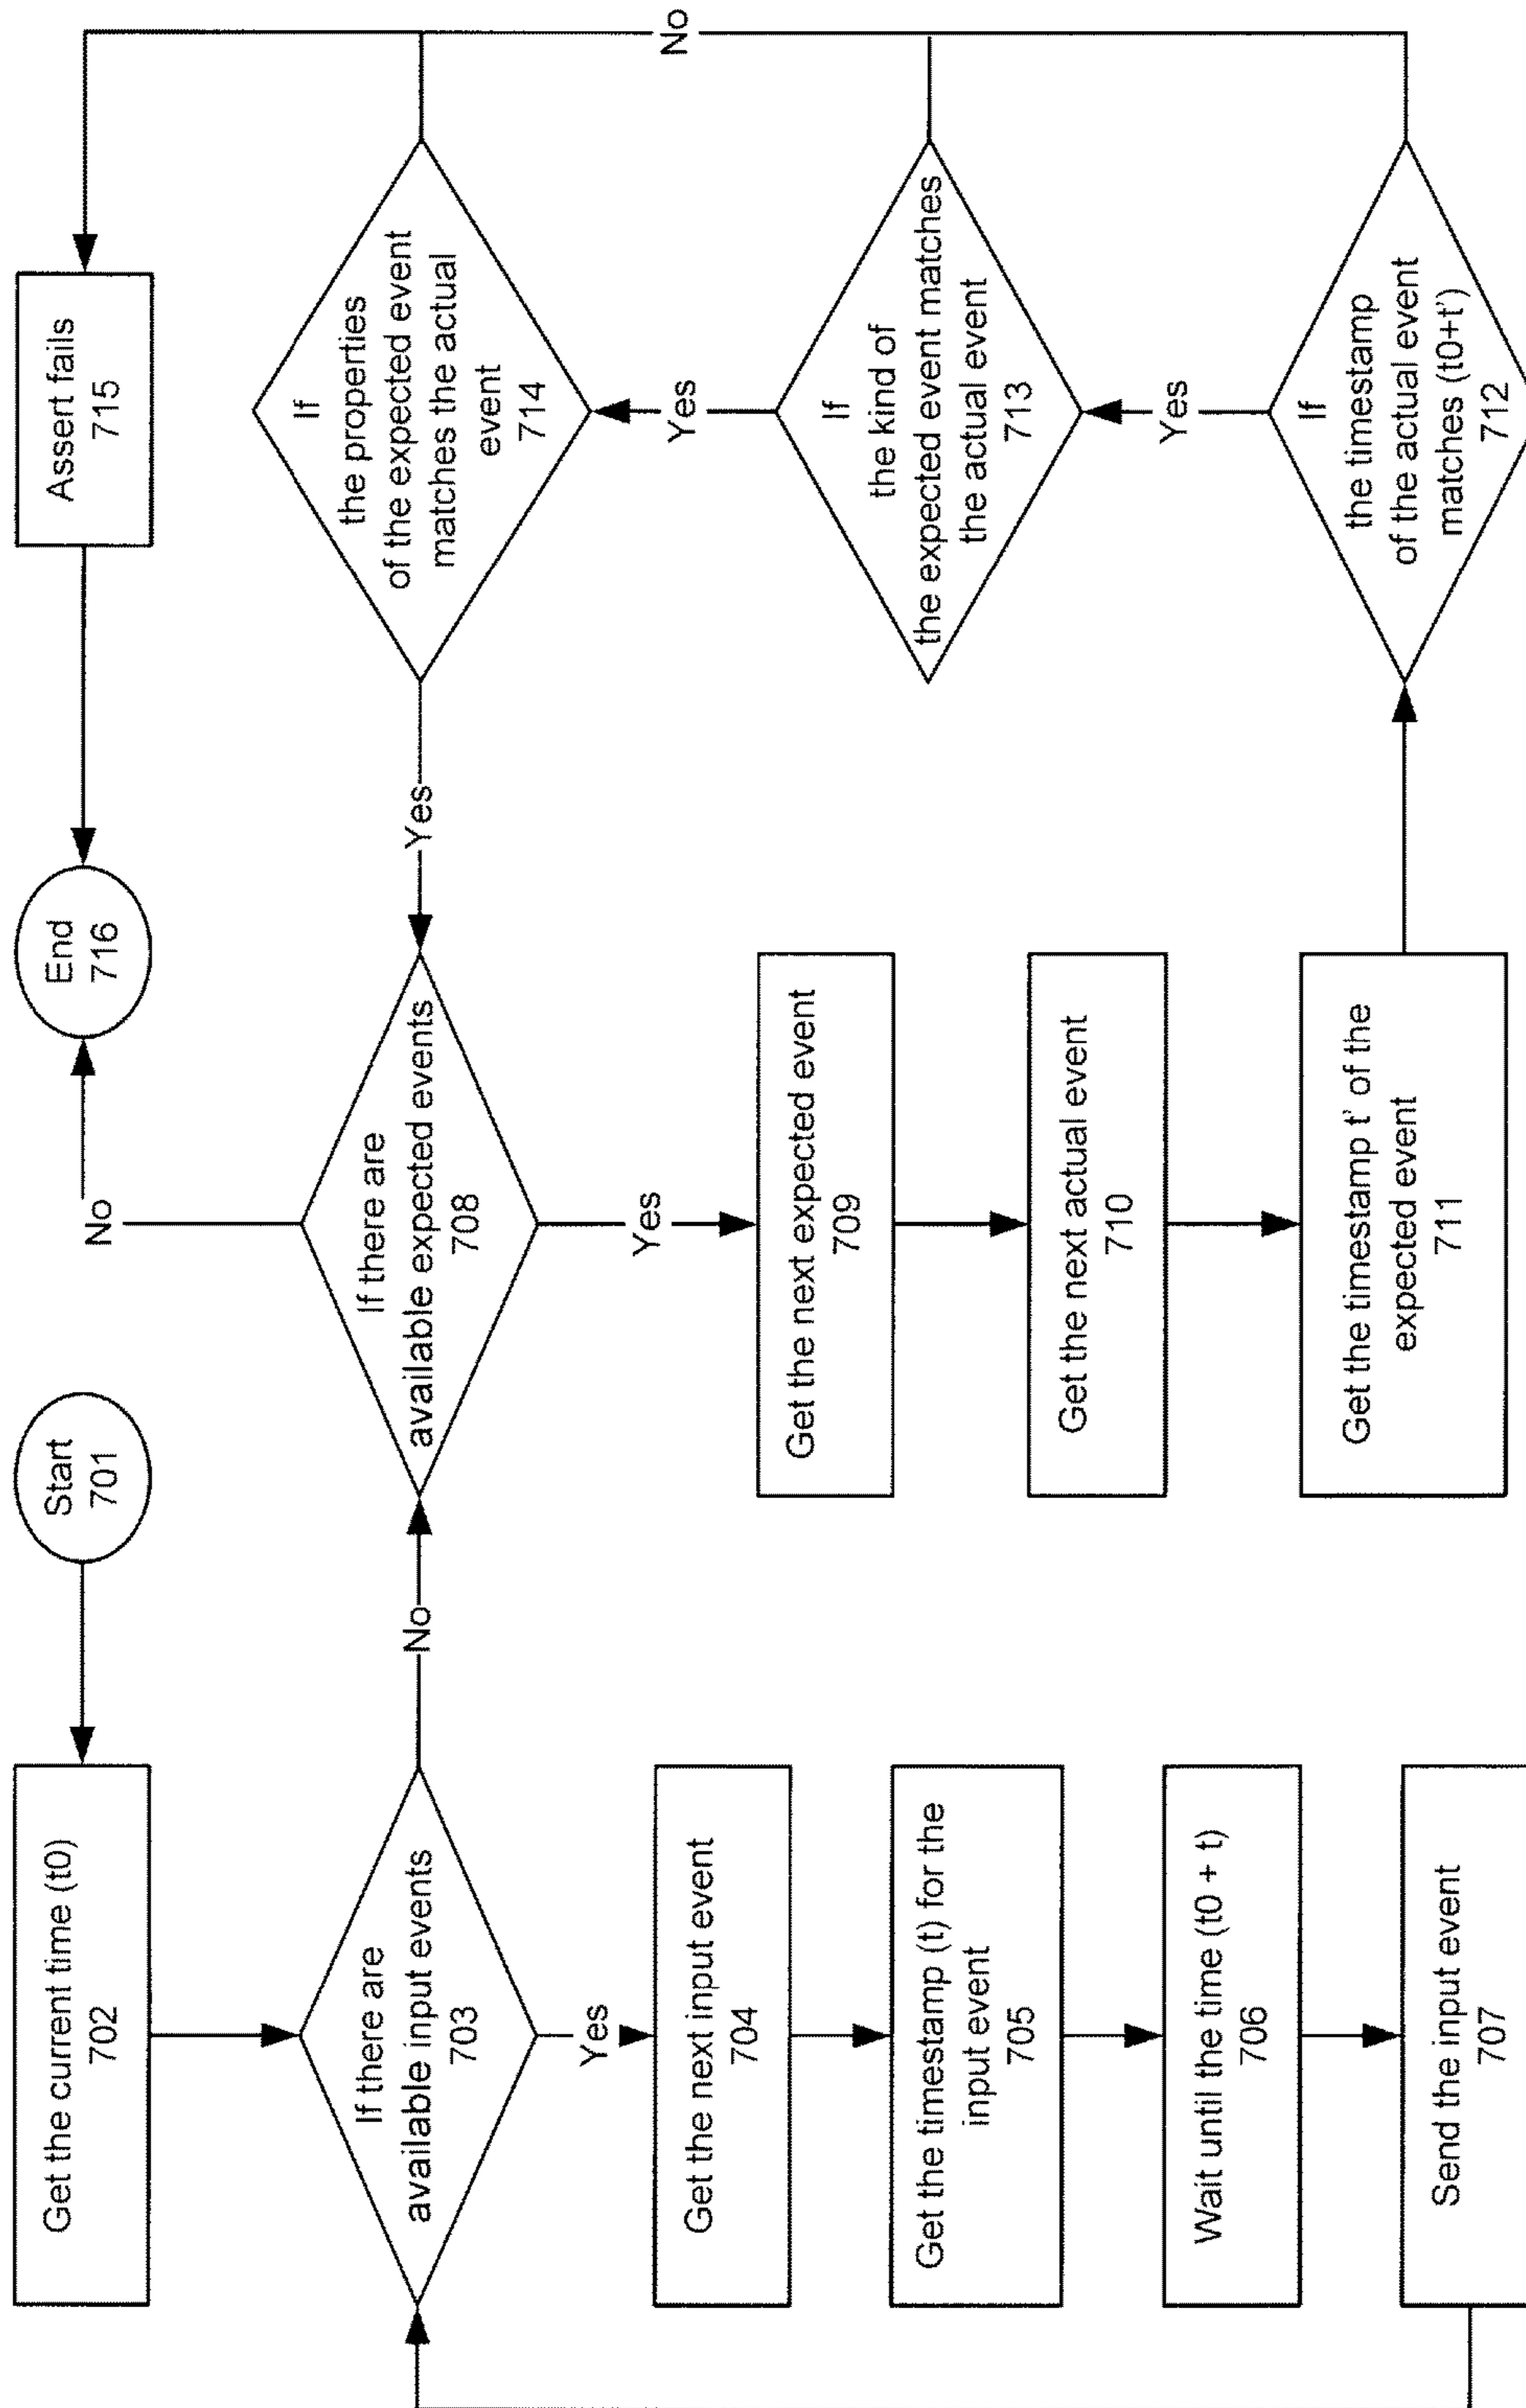 Start
701
Get the current time (t0)
702
If there are
available input events
703
Yes
No
Get the next input event
704
Get the timestamp (t) for the
input event
705
Wait until the time (t0 + t)
706
Send the input event
707
If there are
available expected events
708
No
Yes
Get the next expected event
709
Get the next actual event
710
Get the timestamp t' of the
expected event
711
If
the timestamp
of the actual event
matches (t0+t')
712
Yes
If
the kind of
the expected event matches
the actual event
713
Yes
If
the properties
of the expected event
matches the actual
event
714
Yes
No
Assert fails
715
End
716